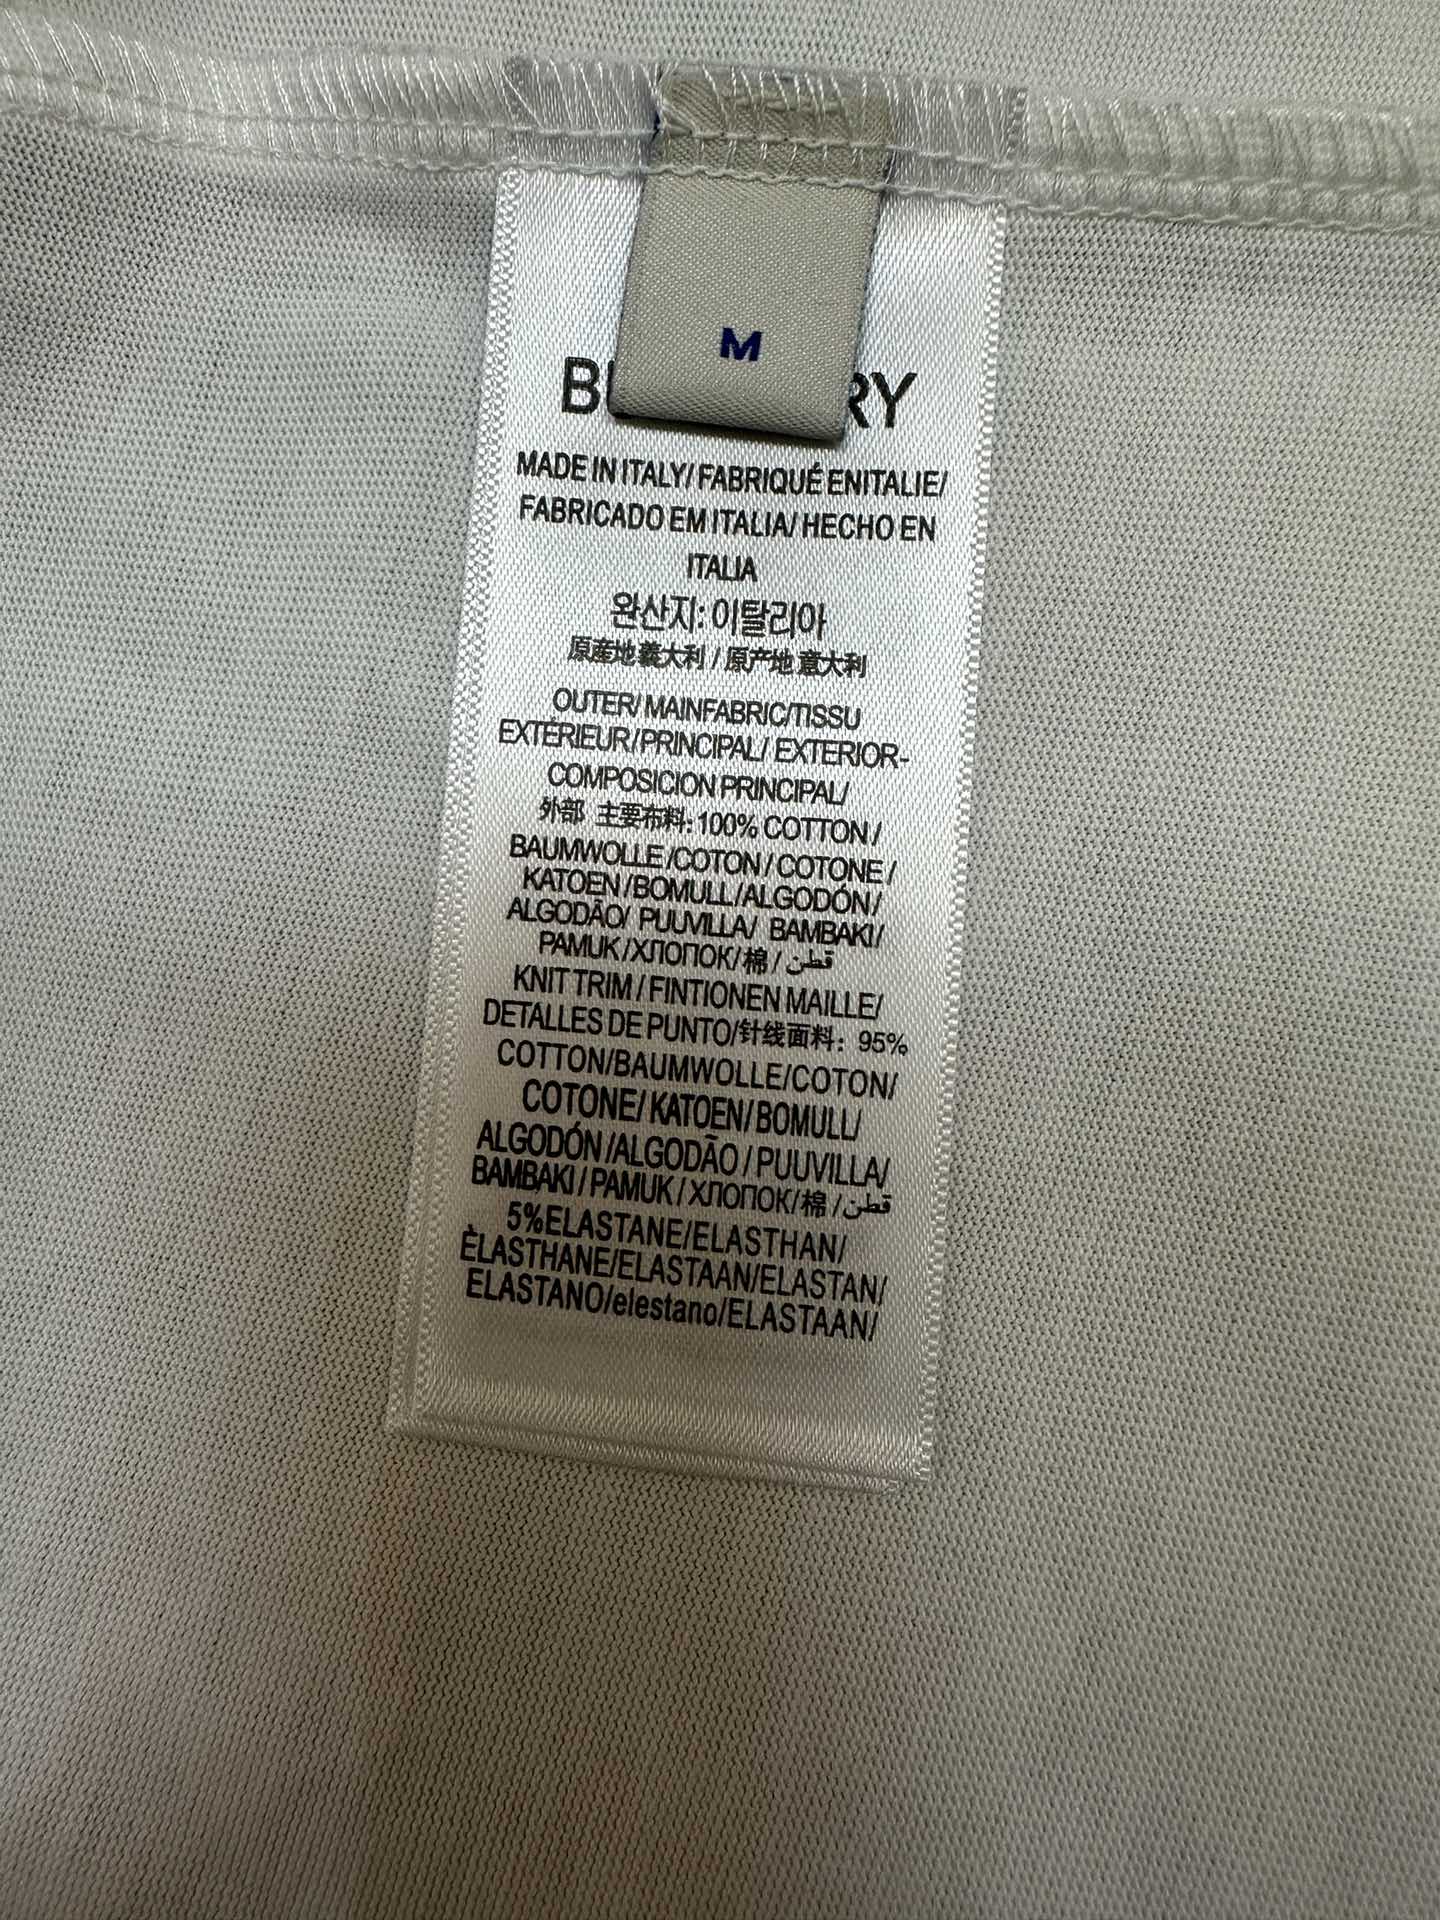 M
B RY
MADE IN ITALY/ FABRIQUÉ ENITALIE/
FABRICADO EM ITALIA/ HECHO EN
ITALIA
완산지: 이탈리아
原産地義大利 / 原产地 意大利
OUTER/ MAINFABRIC/TISSU
EXTÉRIEUR/PRINCIPAL/ EXTERIOR-
COMPOSICION PRINCIPAL/
外部 主要布料: 100% COTTON /
BAUMWOLLE /COTON / COTONE /
KATOEN /BOMULL/ALGODÓN/
ALGODÃO/ PUUVILLA/ BAMBAKI/
PAMUK /ХЛОПОК/棉 / قطن
KNIT TRIM / FINTIONEN MAILLE/
DETALLES DE PUNTO/针线面料: 95%
COTTON/BAUMWOLLE/COTON/
COTONE/ KATOEN/ BOMULL/
ALGODÓN /ALGODÃO / PUUVILLA/
BAMBAKI / PAMUK / ХЛОПОК/棉 / قطن
5%ELASTANE/ELASTHAN/
ÈLASTHANE/ELASTAAN/ELASTAN/
ELASTANO/elestano/ELASTAAN/